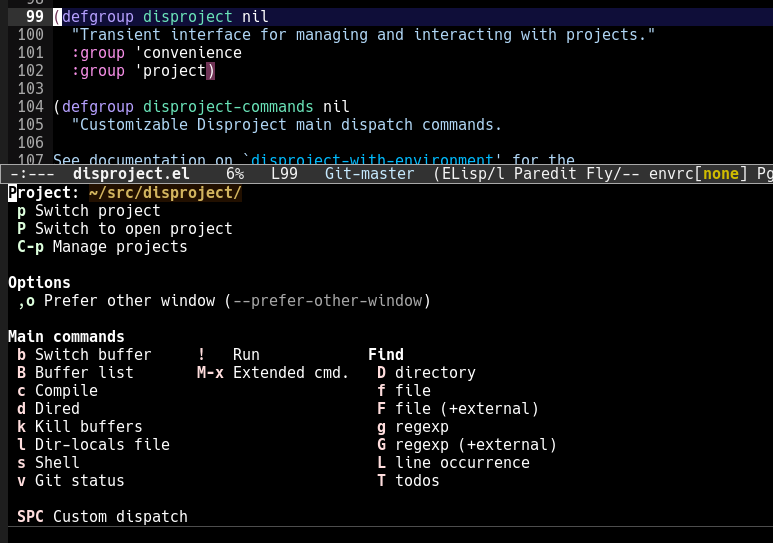 98
99 (defgroup disproject nil
100   "Transient interface for managing and interacting with projects."
101   :group 'convenience
102   :group 'project)
103
104 (defgroup disproject-commands nil
105   "Customizable Disproject main dispatch commands.
106
107 See documentation on `disproject-with-environment' for the
-:---  disproject.el    6%   L99   Git-master  (ELisp/l Paredit Fly/-- envrc[none] Pg
Project: ~/src/disproject/
p Switch project
P Switch to open project
C-p Manage projects
Options
,o Prefer other window (--prefer-other-window)
Main commands
b Switch buffer     !   Run            Find
B Buffer list       M-x Extended cmd.   D directory
c Compile                               f file
d Dired                                 F file (+external)
k Kill buffers                          g regexp
l Dir-locals file                       G regexp (+external)
s Shell                                 L line occurrence
v Git status                            T todos
SPC Custom dispatch